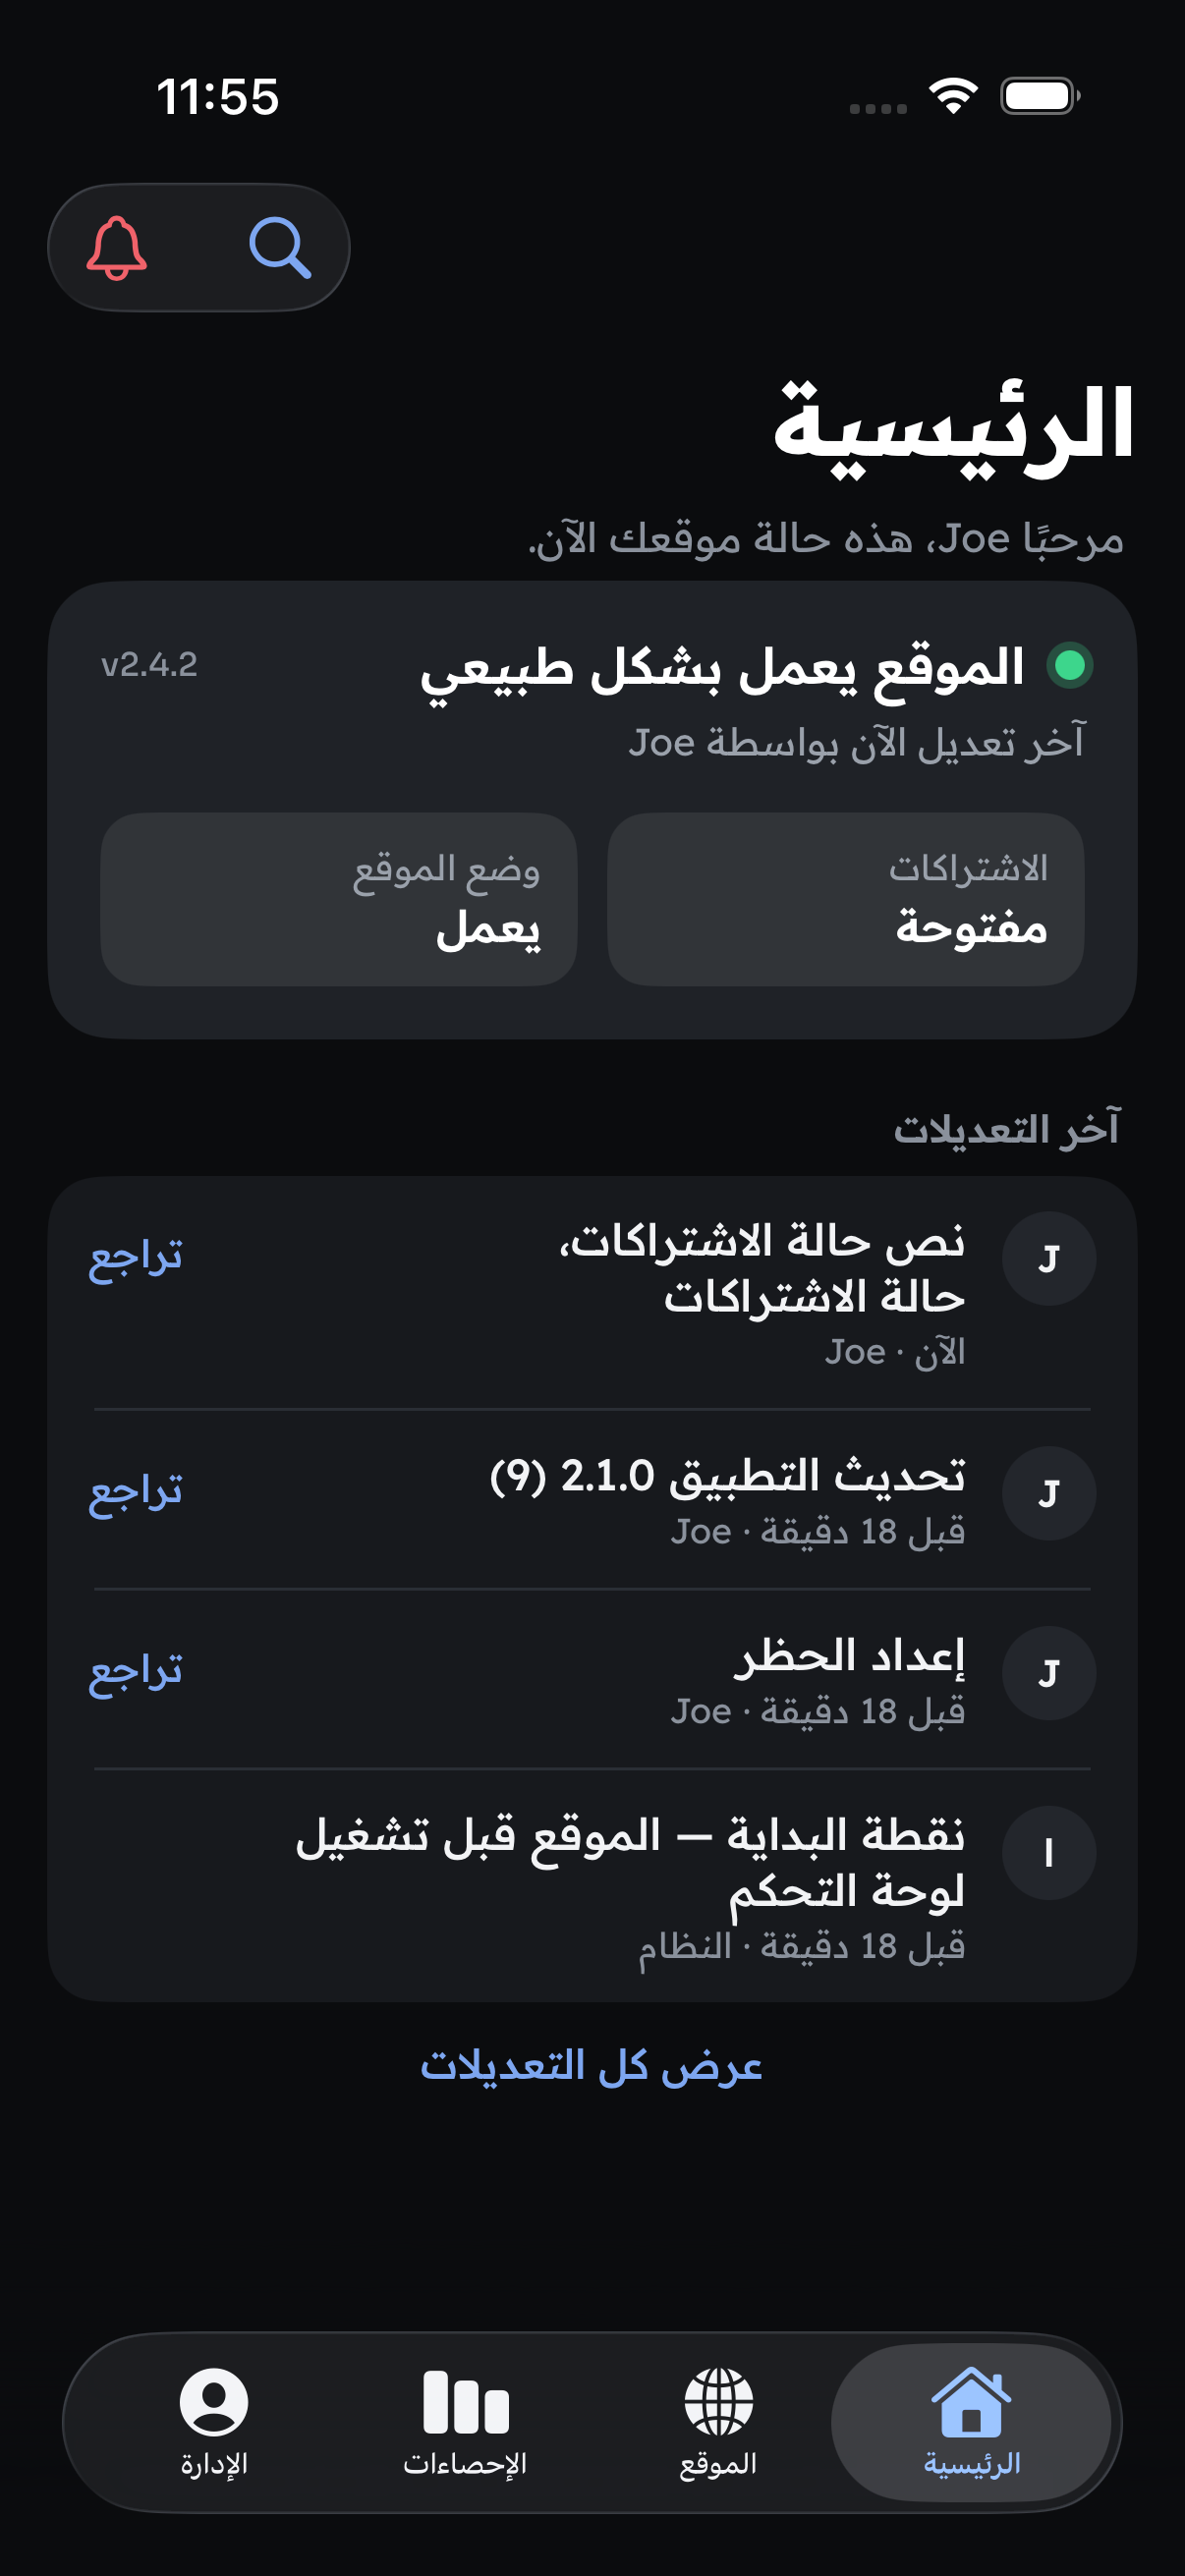 11:55
الرئيسية
مرحبًا Joe، هذه حالة موقعك الآن.
الموقع يعمل بشكل طبيعي
v2.4.2
آخر تعديل الآن بواسطة Joe
الاشتراكات
مفتوحة
وضع الموقع
يعمل
آخر التعديلات
J
نص حالة الاشتراكات،
حالة الاشتراكات
الآن · Joe
تراجع
J
تحديث التطبيق 2.1.0 (9)
قبل 18 دقيقة · Joe
تراجع
J
إعداد الحظر
قبل 18 دقيقة · Joe
تراجع
ا
نقطة البداية — الموقع قبل تشغيل
لوحة التحكم
قبل 18 دقيقة · النظام
عرض كل التعديلات
الرئيسية
الموقع
الإحصاءات
الإدارة